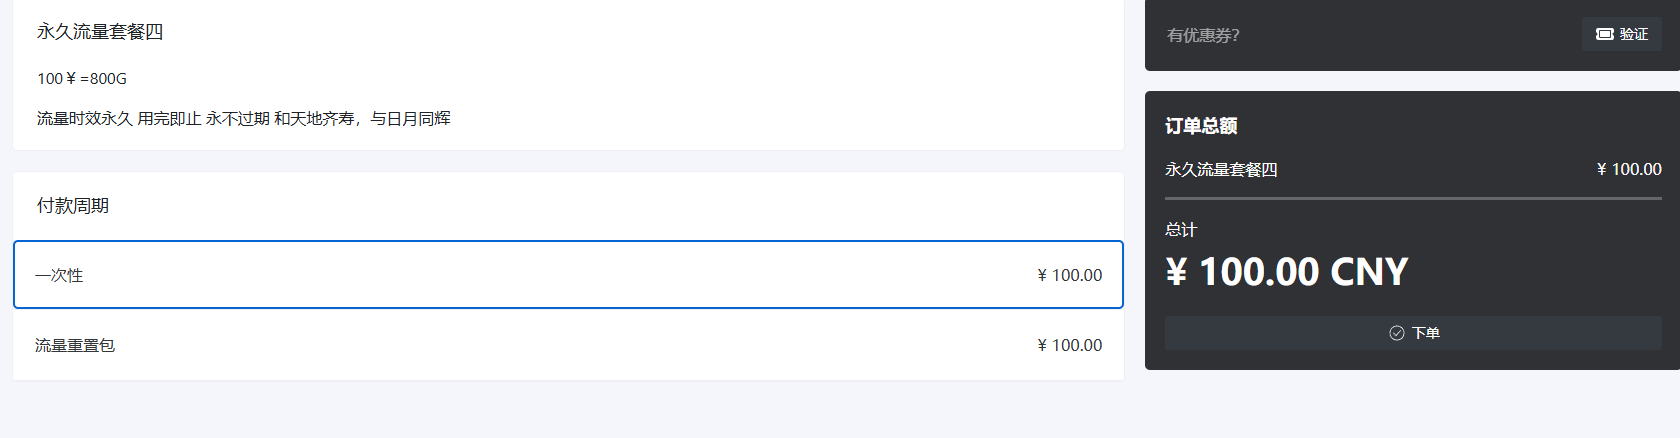 永久流量套餐四
100￥=800G
流量时效永久 用完即止 永不过期 和天地齐寿，与日月同辉
付款周期
一次性
¥ 100.00
流量重置包
¥ 100.00
有优惠券?
验证
订单总额
永久流量套餐四
¥ 100.00
总计
¥ 100.00 CNY
下单